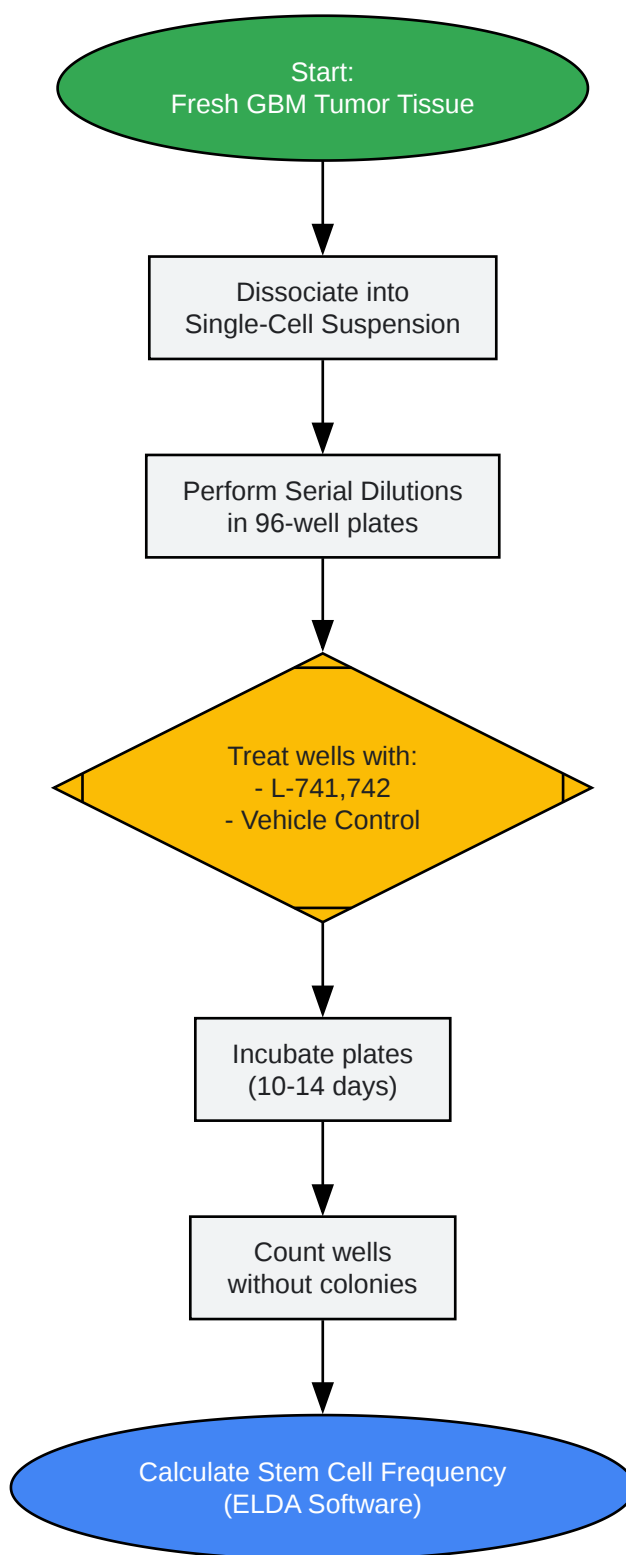 Start:
Fresh GBM Tumor Tissue
Dissociate into
Single-Cell Suspension
Perform Serial Dilutions
in 96-well plates
Treat wells with:
- L-741,742
- Vehicle Control
Incubate plates
(10-14 days)
Count wells
without colonies
Calculate Stem Cell Frequency
(ELDA Software)